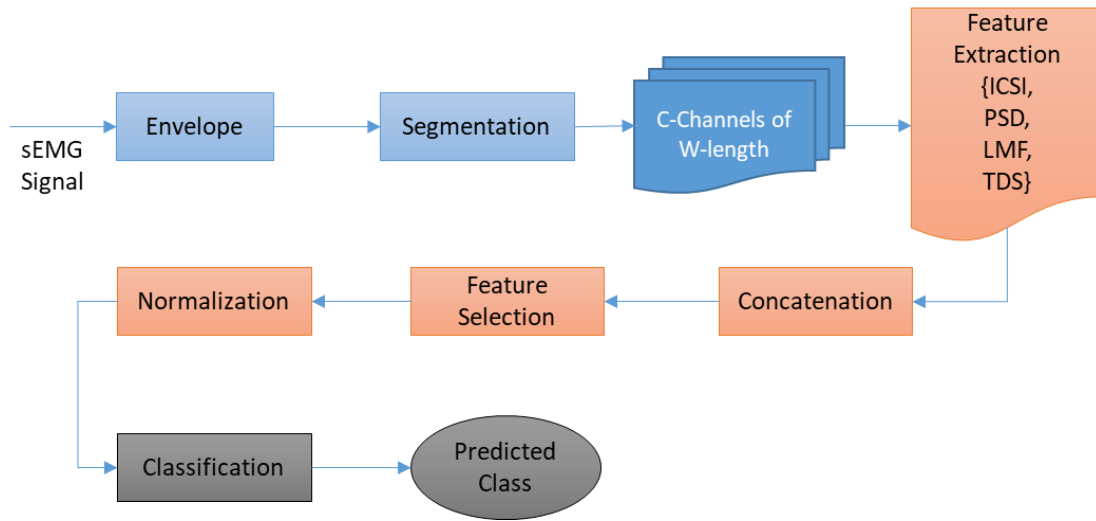 sEMG
Signal
Envelope
Segmentation
C-Channels of
W-length
Feature
Extraction
{ICSI,
PSD,
LMF,
TDS}
Concatenation
Feature
Selection
Normalization
Classification
Predicted
Class